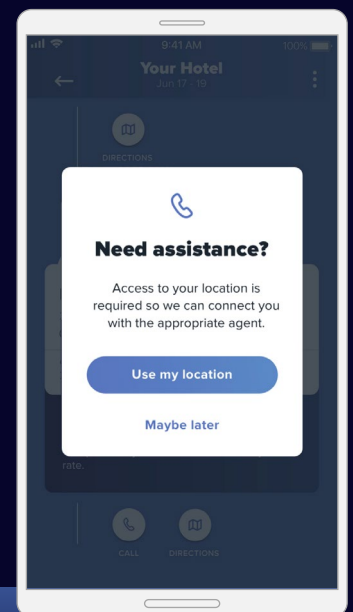 9:41 AM
100%
Your Hotel
Jun 17 - 19
DIRECTIONS
Need assistance?
Access to your location is
required so we can connect you
with the appropriate agent.
Use my location
Maybe later
rate.
CALL
DIRECTIONS